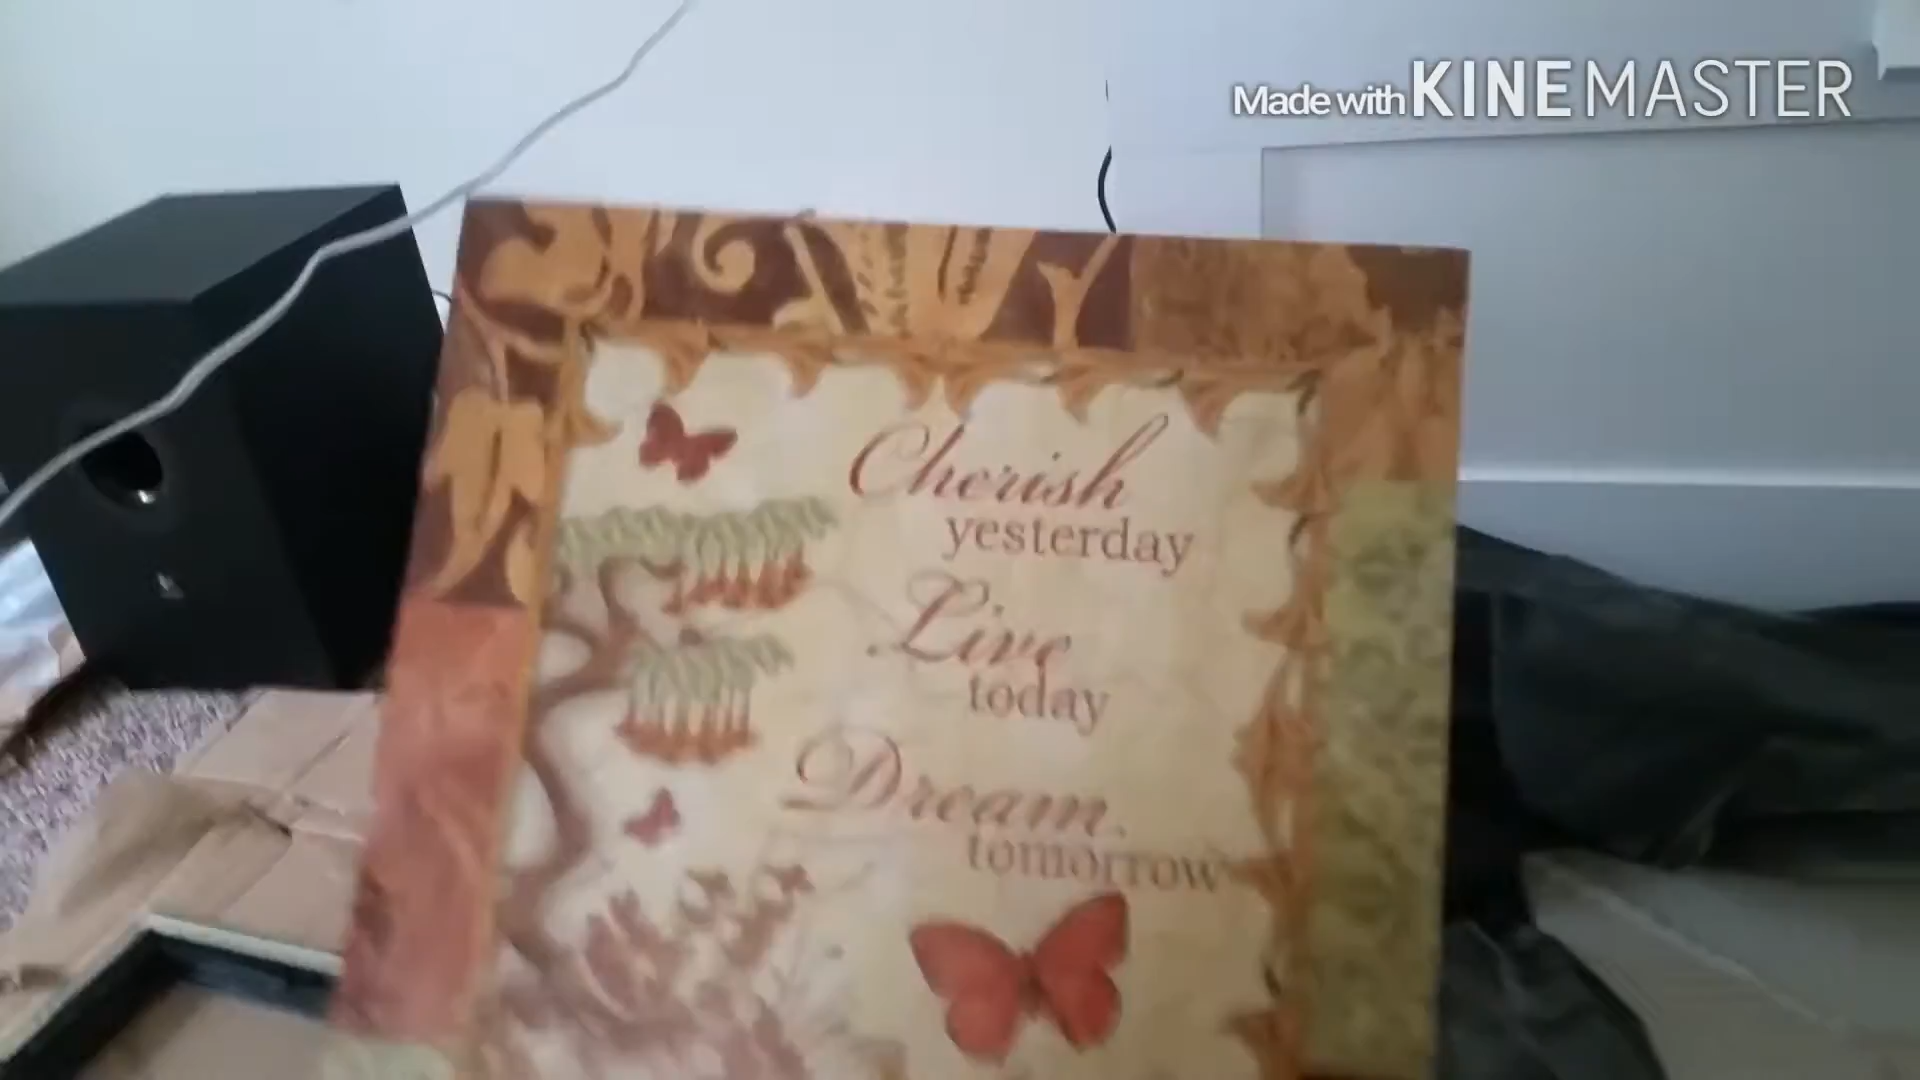 Made with KINEMASTER
Cherish
yesterday
Live
today
Dream
tomorrow